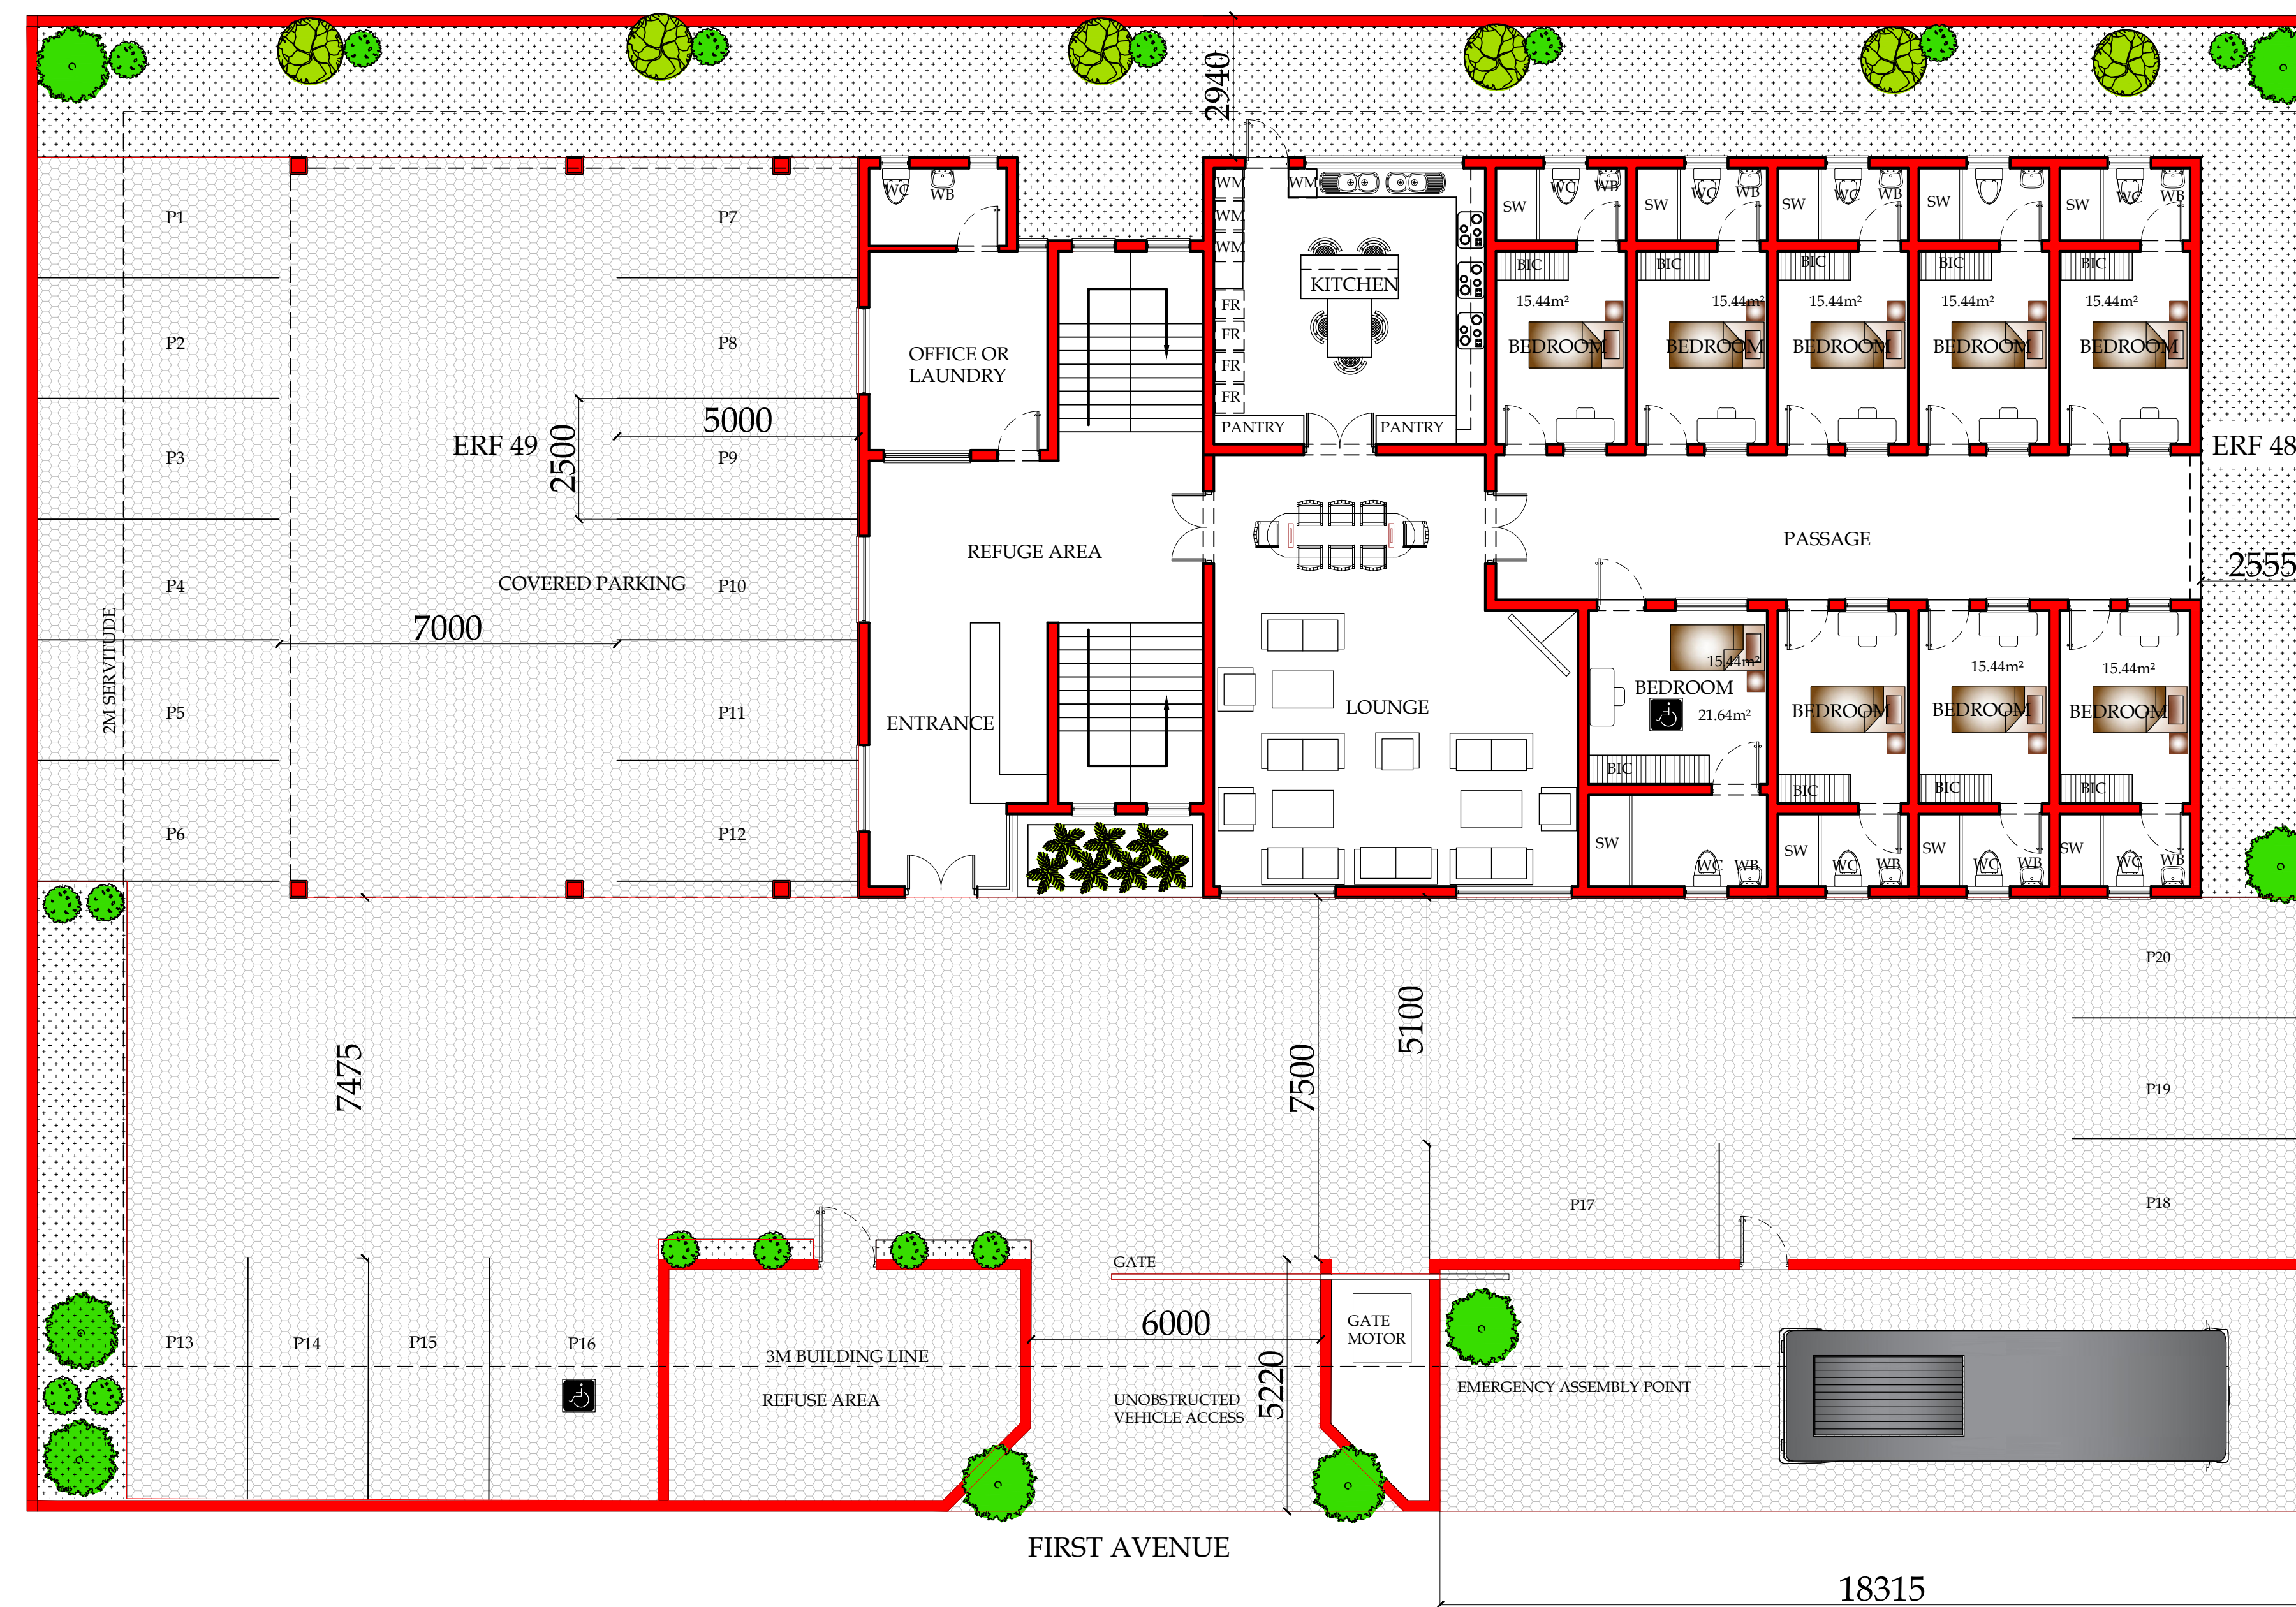 2940
WC
WB
WM
WM
WM
WM
SW
WC
WB
SW
WC
WB
SW
WC
WB
SW
SW
WC
WB
P1
P7
BIC
BIC
BIC
BIC
BIC
KITCHEN
15.44m²
15.44m²
15.44m²
15.44m²
15.44m²
FR
FR
FR
FR
P2
P8
OFFICE OR
LAUNDRY
BEDROOM
BEDROOM
BEDROOM
BEDROOM
BEDROOM
5000
PANTRY
PANTRY
ERF 49
2500
ERF 48
P3
P9
REFUGE AREA
PASSAGE
2555
P4
COVERED PARKING
P10
7000
2M SERVITUDE
15.44m²
15.44m²
15.44m²
BEDROOM
21.64m²
LOUNGE
P5
P11
ENTRANCE
BEDROOM
BEDROOM
BEDROOM
BIC
BIC
BIC
BIC
P6
P12
SW
WC
WB
SW
WC
WB
SW
WC
WB
SW
WC
WB
P20
5100
7475
7500
P19
P17
P18
GATE
GATE
MOTOR
6000
P13
P14
P15
P16
3M BUILDING LINE
REFUSE AREA
UNOBSTRUCTED
VEHICLE ACCESS
5220
EMERGENCY ASSEMBLY POINT
FIRST AVENUE
18315